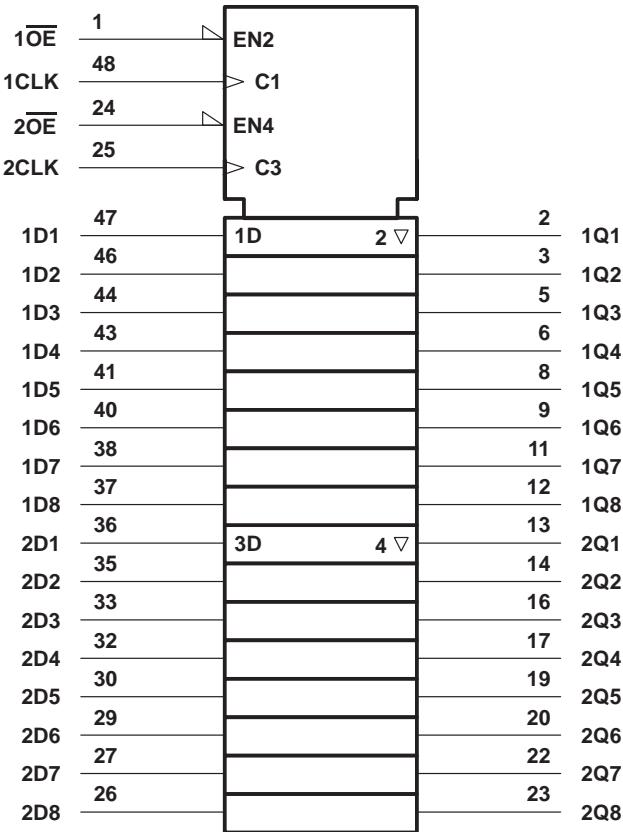 1O̅E̅ 1 EN2
1CLK 48 C1
2O̅E̅ 24 EN4
2CLK 25 C3
1D1 47 1D 2 ▽ 2 1Q1
1D2 46 3 1Q2
1D3 44 5 1Q3
1D4 43 6 1Q4
1D5 41 8 1Q5
1D6 40 9 1Q6
1D7 38 11 1Q7
1D8 37 12 1Q8
2D1 36 3D 4 ▽ 13 2Q1
2D2 35 14 2Q2
2D3 33 16 2Q3
2D4 32 17 2Q4
2D5 30 19 2Q5
2D6 29 20 2Q6
2D7 27 22 2Q7
2D8 26 23 2Q8